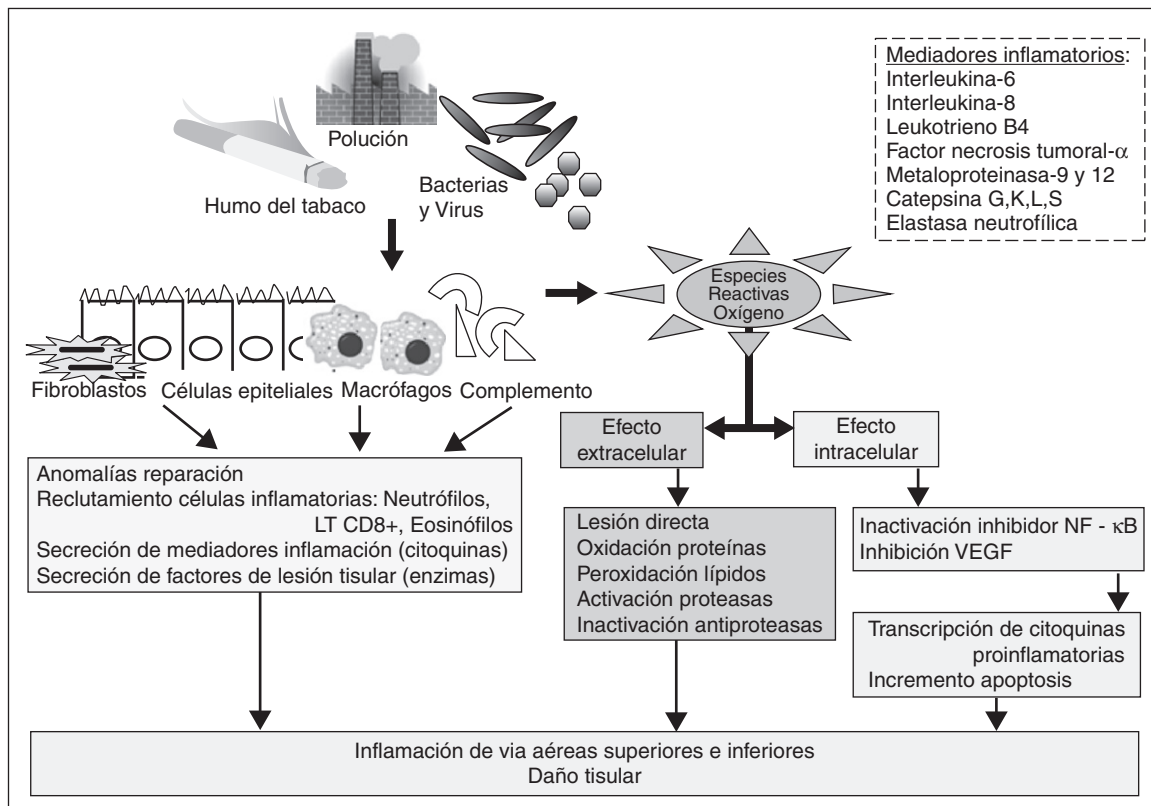 Polución
Humo del tabaco
Bacterias
y Virus
Mediadores inflamatorios:
Interleukina-6
Interleukina-8
Leukotrieno B4
Factor necrosis tumoral-α
Metaloproteinasa-9 y 12
Catepsina G,K,L,S
Elastasa neutrofílica
Especies
Reactivas
Oxígeno
Fibroblastos
Células epiteliales
Macrófagos
Complemento
Anomalías reparación
Reclutamiento células inflamatorias: Neutrófilos,
LT CD8+, Eosinófilos
Secreción de mediadores inflamación (citoquinas)
Secreción de factores de lesión tisular (enzimas)
Efecto
extracelular
Efecto
intracelular
Lesión directa
Oxidación proteínas
Peroxidación lípidos
Activación proteasas
Inactivación antiproteasas
Inactivación inhibidor NF - κB
Inhibición VEGF
Transcripción de citoquinas
proinflamatorias
Incremento apoptosis
Inflamación de via aéreas superiores e inferiores
Daño tisular